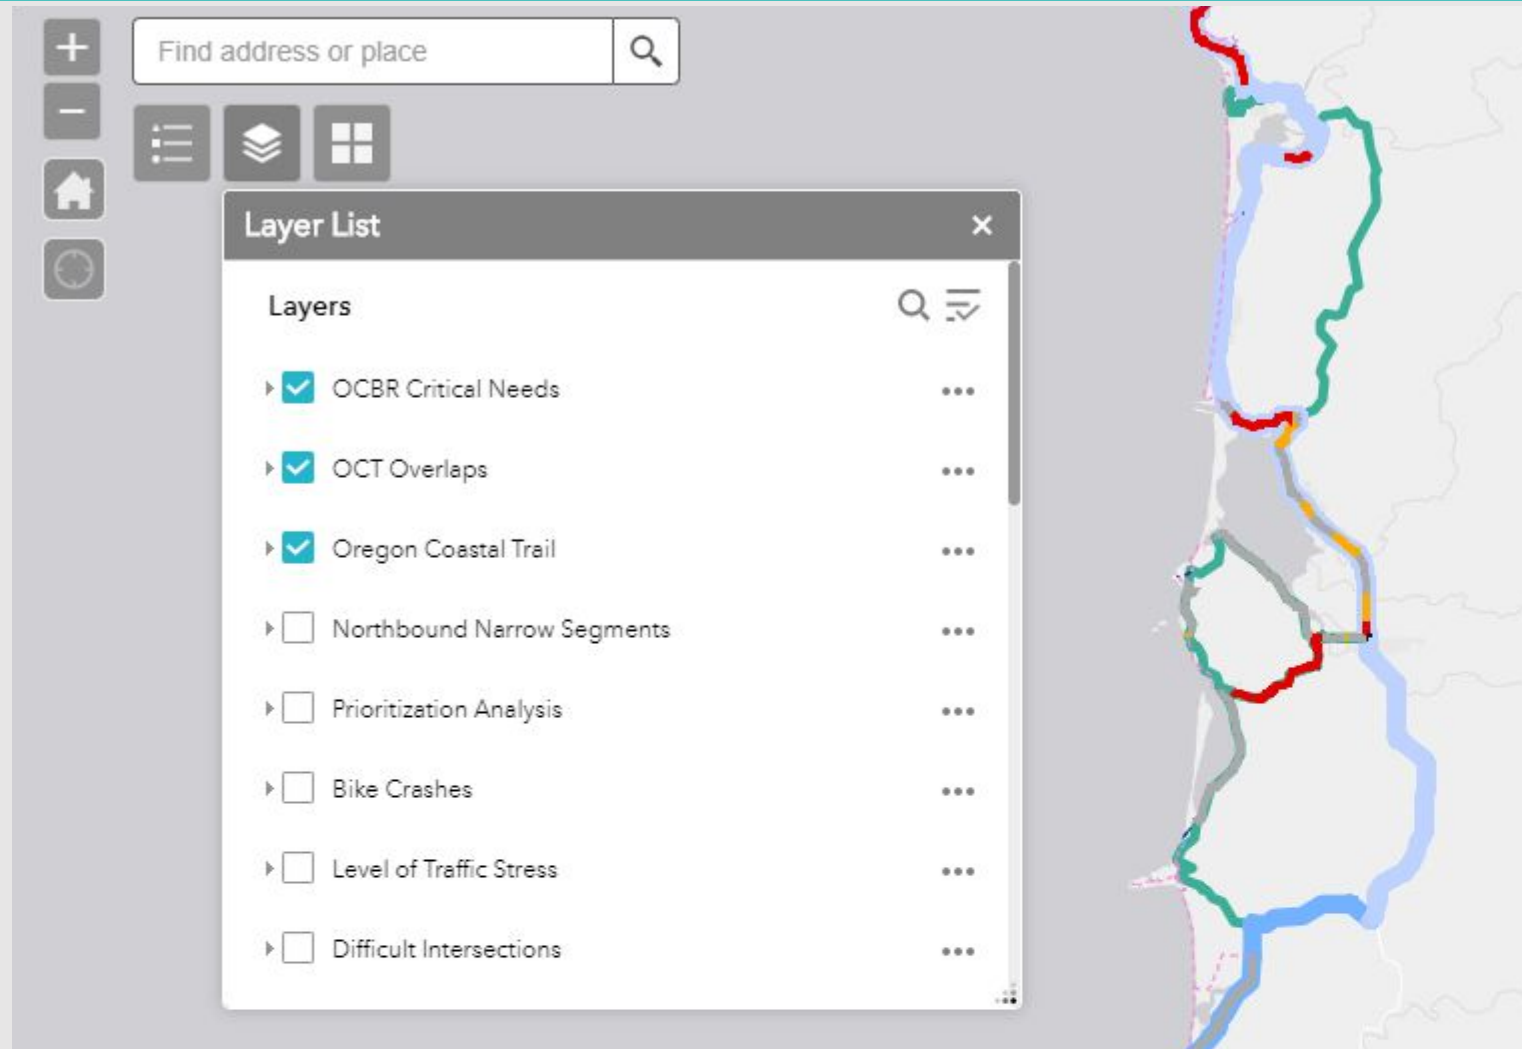 Find address or place
Layer List
Layers
OCBR Critical Needs
OCT Overlaps
Oregon Coastal Trail
Northbound Narrow Segments
Prioritization Analysis
Bike Crashes
Level of Traffic Stress
Difficult Intersections